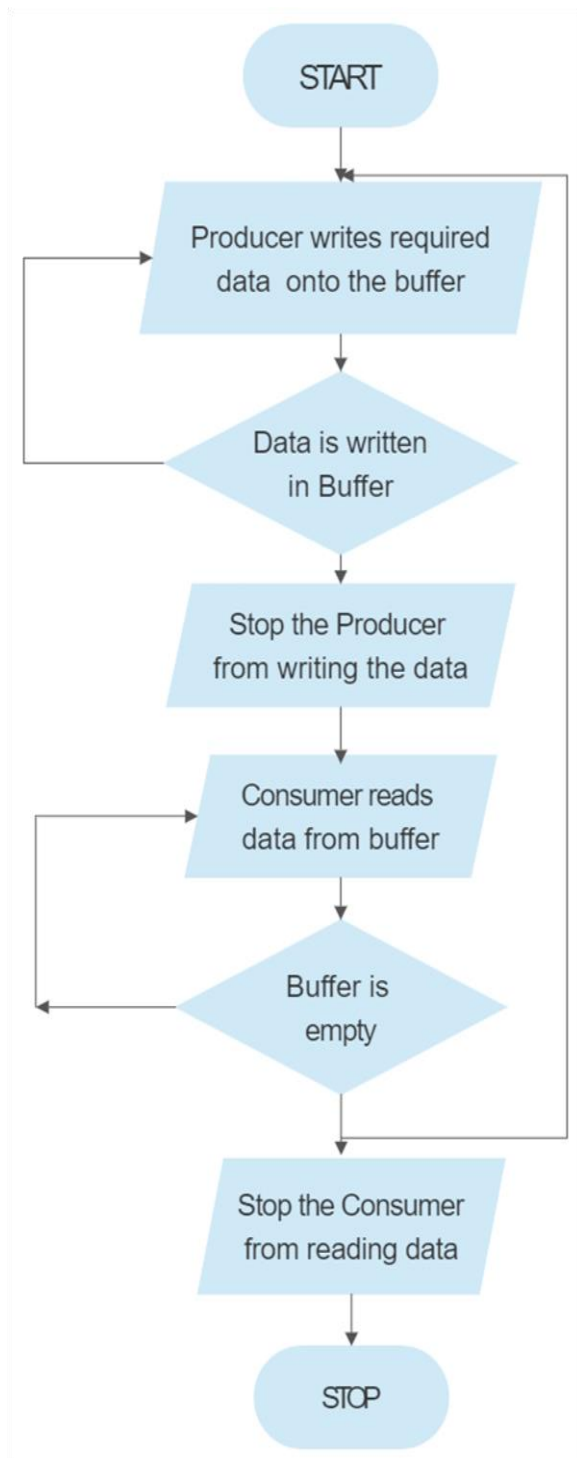 START
Producer writes required
data onto the buffer
Data is written
in Buffer
Stop the Producer
from writing the data
Consumer reads
data from buffer
Buffer is
empty
Stop the Consumer
from reading data
STOP